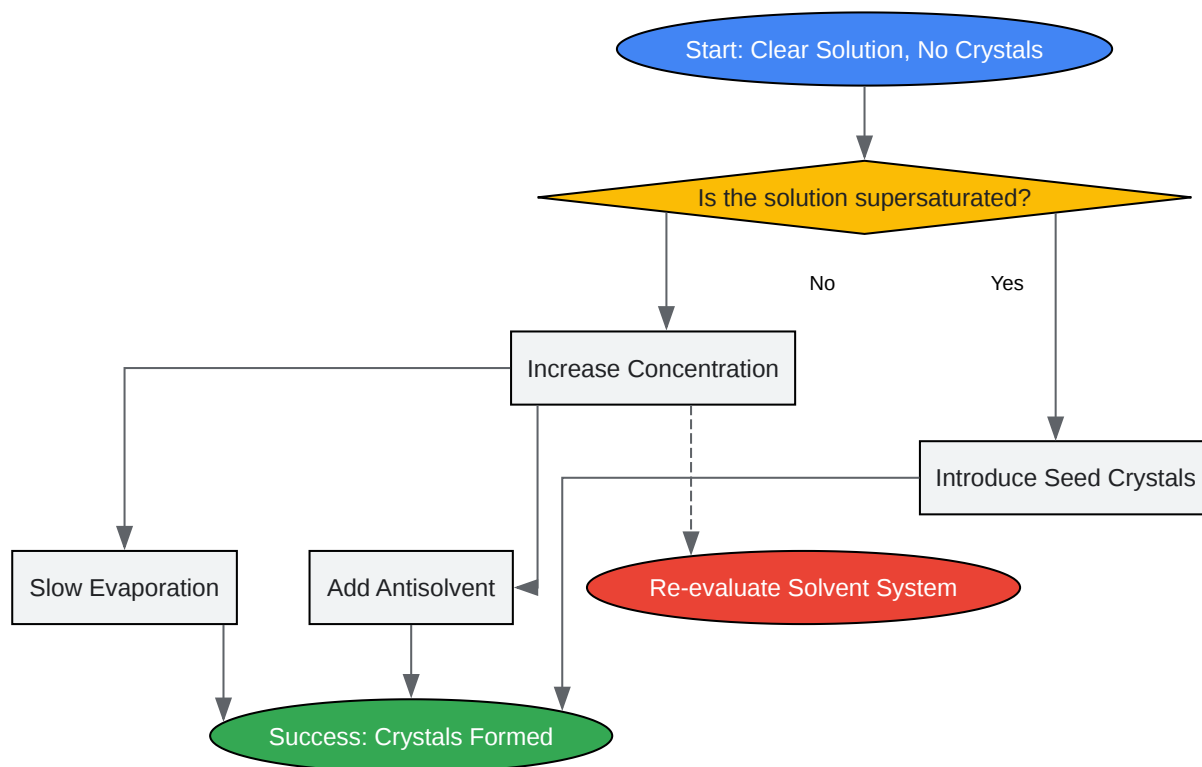 Start: Clear Solution, No Crystals
Is the solution supersaturated?
No
Yes
Increase Concentration
Introduce Seed Crystals
Slow Evaporation
Add Antisolvent
Re-evaluate Solvent System
Success: Crystals Formed